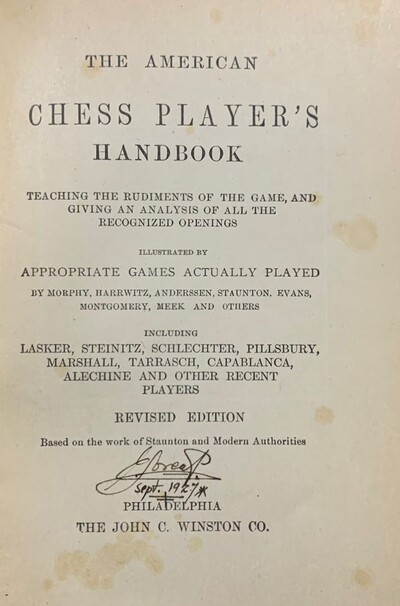 THE AMERICAN
CHESS PLAYER'S
HANDBOOK
TEACHING THE RUDIMENTS OF THE GAME, AND
GIVING AN ANALYSIS OF ALL THE
RECOGNIZED OPENINGS
ILLUSTRATED BY
APPROPRIATE GAMES ACTUALLY PLAYED
BY MORPHY, HARRWITZ, ANDERSSEN, STAUNTON. EVANS,
MONTGOMERY, MEEK AND OTHERS
INCLUDING
LASKER, STEINITZ, SCHLECHTER, PILLSBURY,
MARSHALL, TARRASCH, CAPABLANCA,
ALECHINE AND OTHER RECENT
PLAYERS
REVISED EDITION
Based on the work of Staunton and Modern Authorities
Sept. 1927
PHILADELPHIA
THE JOHN C. WINSTON CO.